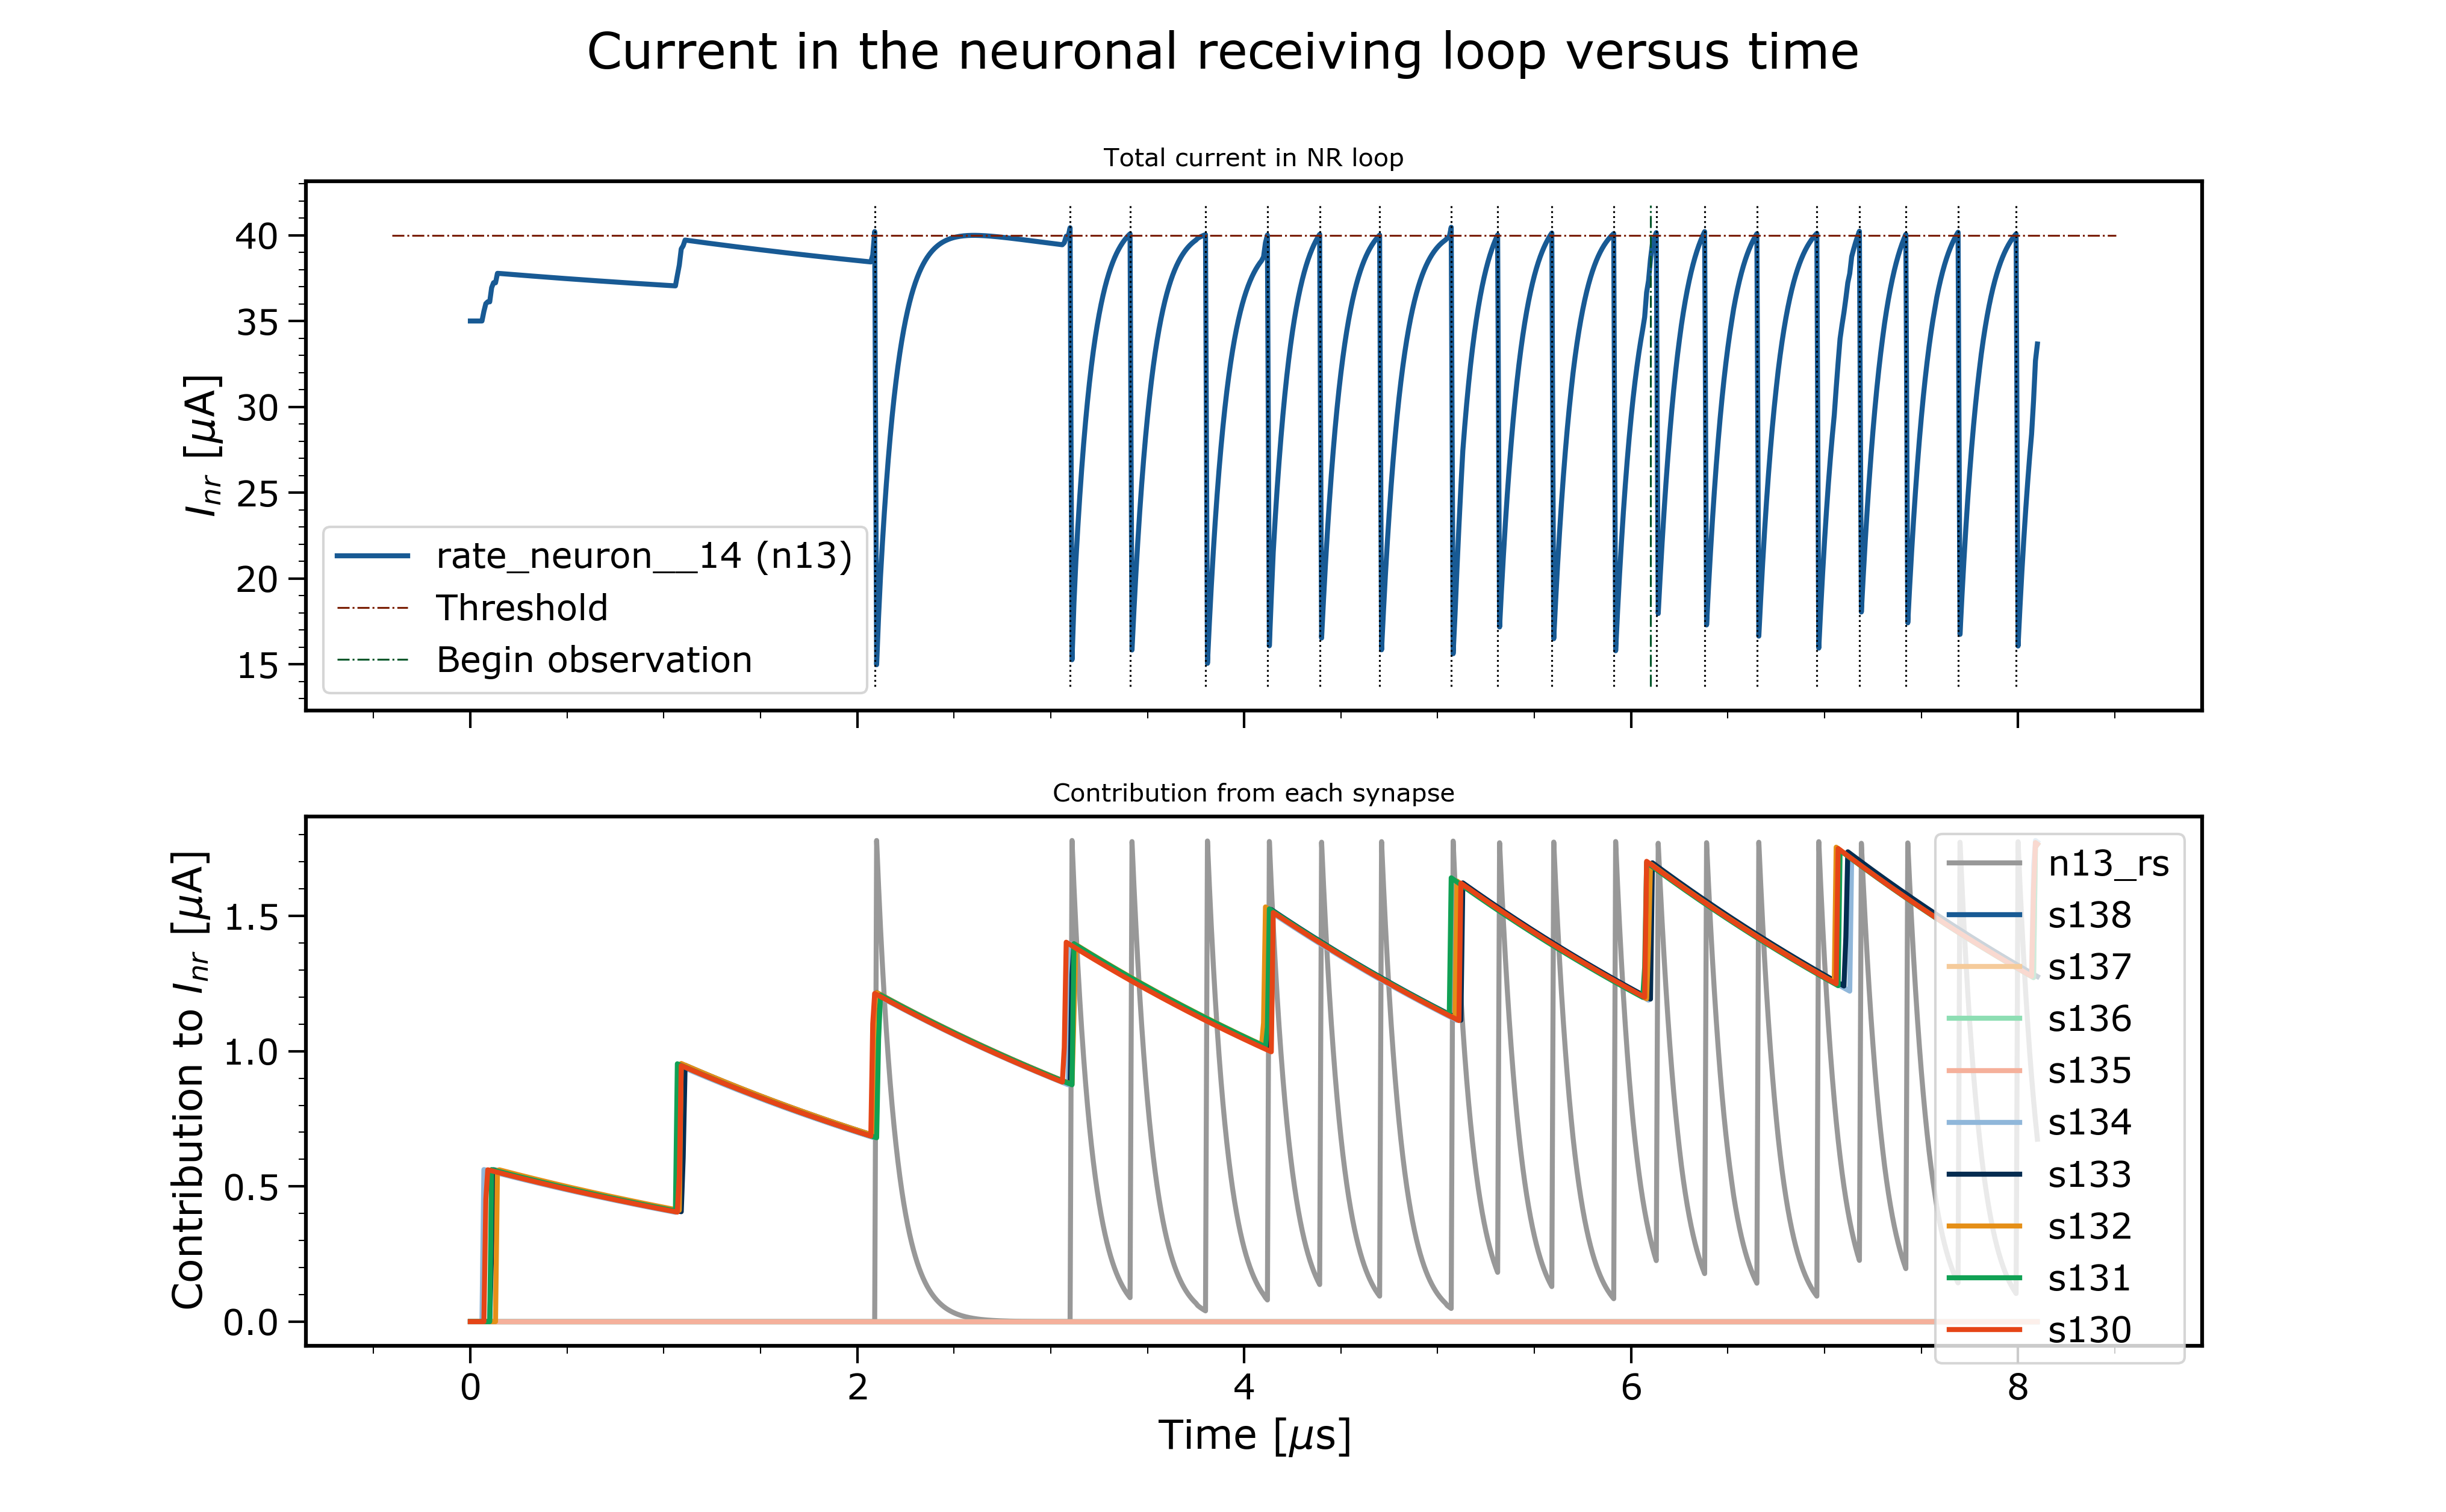 Current in the neuronal receiving loop versus time
Total current in NR loop
I_nr [μA]
40
35
30
25
20
15
rate_neuron__14 (n13)
Threshold
Begin observation
Contribution from each synapse
Contribution to I_nr [μA]
1.5
1.0
0.5
0.0
n13_rs
s138
s137
s136
s135
s134
s133
s132
s131
s130
0 2 4 6 8
Time [μs]